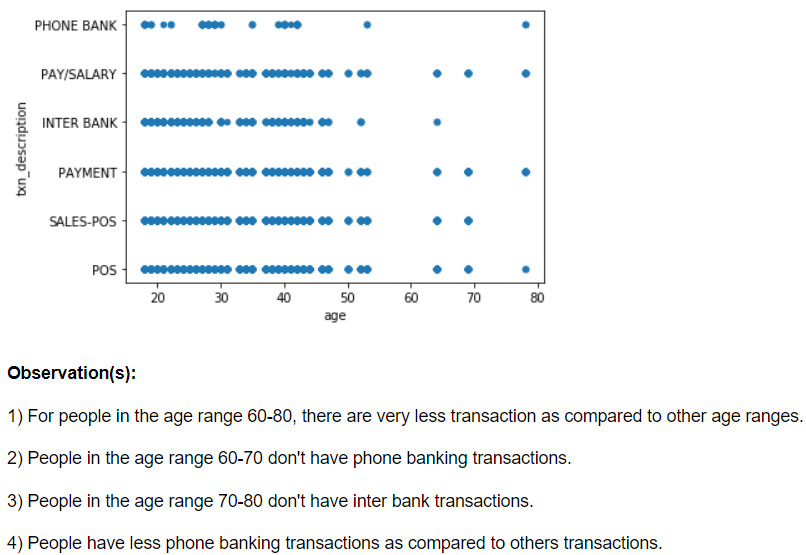 PHONE BANK
PAY/SALARY
INTER BANK
PAYMENT
SALES-POS
POS
txn_description
20 30 40 50 60 70 80
age
Observation(s):
1) For people in the age range 60-80, there are very less transaction as compared to other age ranges.
2) People in the age range 60-70 don't have phone banking transactions.
3) People in the age range 70-80 don't have inter bank transactions.
4) People have less phone banking transactions as compared to others transactions.